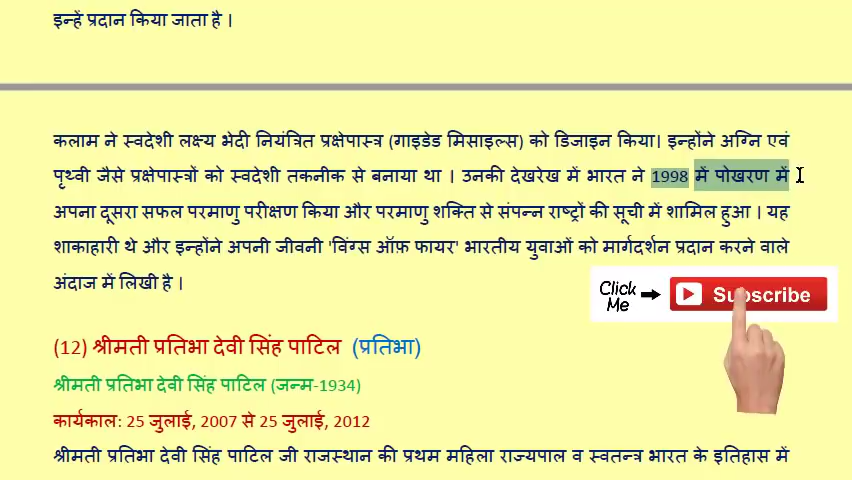 इन्हें प्रदान किया जाता है ।
कलाम ने स्वदेशी लक्ष्य भेदी नियंत्रित प्रक्षेपास्त्र (गाइडेड मिसाइल्स) को डिजाइन किया। इन्होंने अग्नि एवं
पृथ्वी जैसे प्रक्षेपास्त्रों को स्वदेशी तकनीक से बनाया था । उनकी देखरेख में भारत ने 1998 में पोखरण में
अपना दूसरा सफल परमाणु परीक्षण किया और परमाणु शक्ति से संपन्न राष्ट्रों की सूची में शामिल हुआ । यह
शाकाहारी थे और इन्होंने अपनी जीवनी 'विंग्स ऑफ़ फायर' भारतीय युवाओं को मार्गदर्शन प्रदान करने वाले
अंदाज में लिखी है ।
Click
Me
Subscribe
(12) श्रीमती प्रतिभा देवी सिंह पाटिल (प्रतिभा)
श्रीमती प्रतिभा देवी सिंह पाटिल (जन्म-1934)
कार्यकाल: 25 जुलाई, 2007 से 25 जुलाई, 2012
श्रीमती प्रतिभा देवी सिंह पाटिल जी राजस्थान की प्रथम महिला राज्यपाल व स्वतन्त्र भारत के इतिहास में